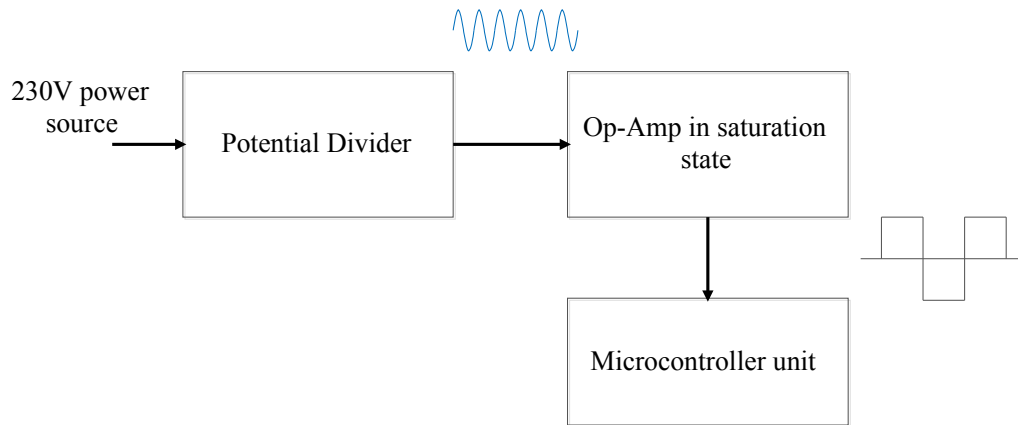 230V power
source
Potential Divider
Op-Amp in saturation
state
Microcontroller unit